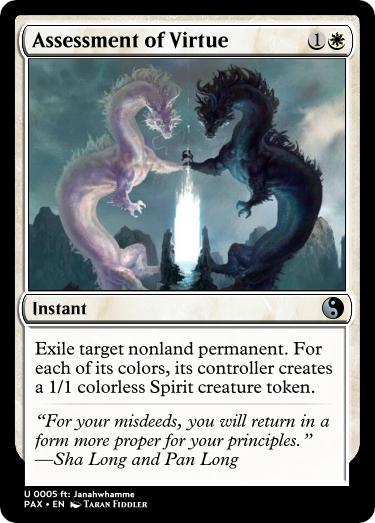 Assessment of Virtue 1
Instant
Exile target nonland permanent. For
each of its colors, its controller creates
a 1/1 colorless Spirit creature token.
“For your misdeeds, you will return in a
form more proper for your principles.”
—Sha Long and Pan Long
U 0005 ft: Janahwhamme
PAX • EN Taran Fiddler